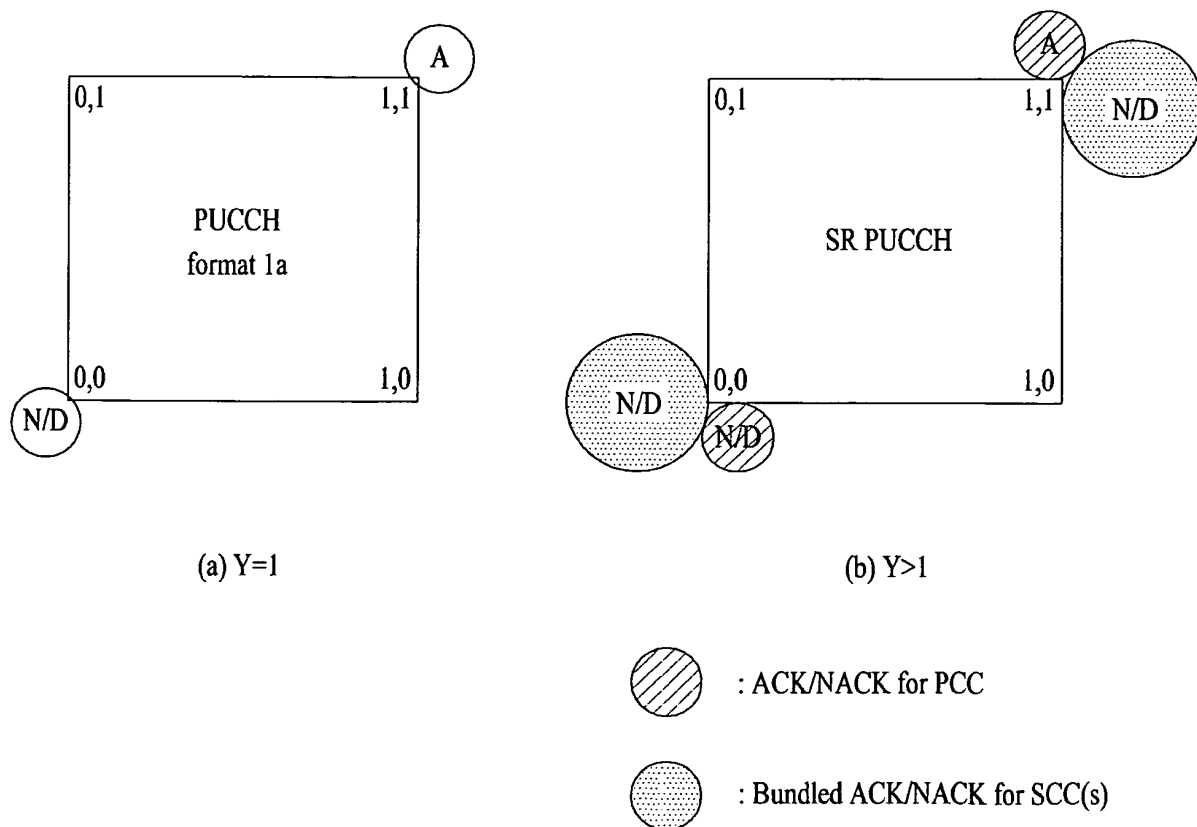 A
0,1 1,1
PUCCH
format 1a
0,0 1,0
N/D
(a) Y=1
A
N/D
0,1 1,1
SR PUCCH
N/D
0,0 1,0
N/D
(b) Y>1
: ACK/NACK for PCC
: Bundled ACK/NACK for SCC(s)